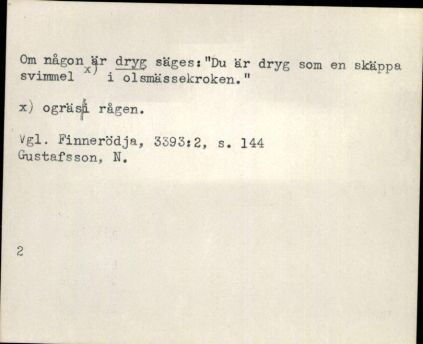 Om någon är dryg säges: "Du är dryg som en skäppa
svimmel x) i olsmässekroken."
x) ogräs i rågen.
Vgl. Finnerödja, 3393:2, s. 144
Gustafsson, N.
2